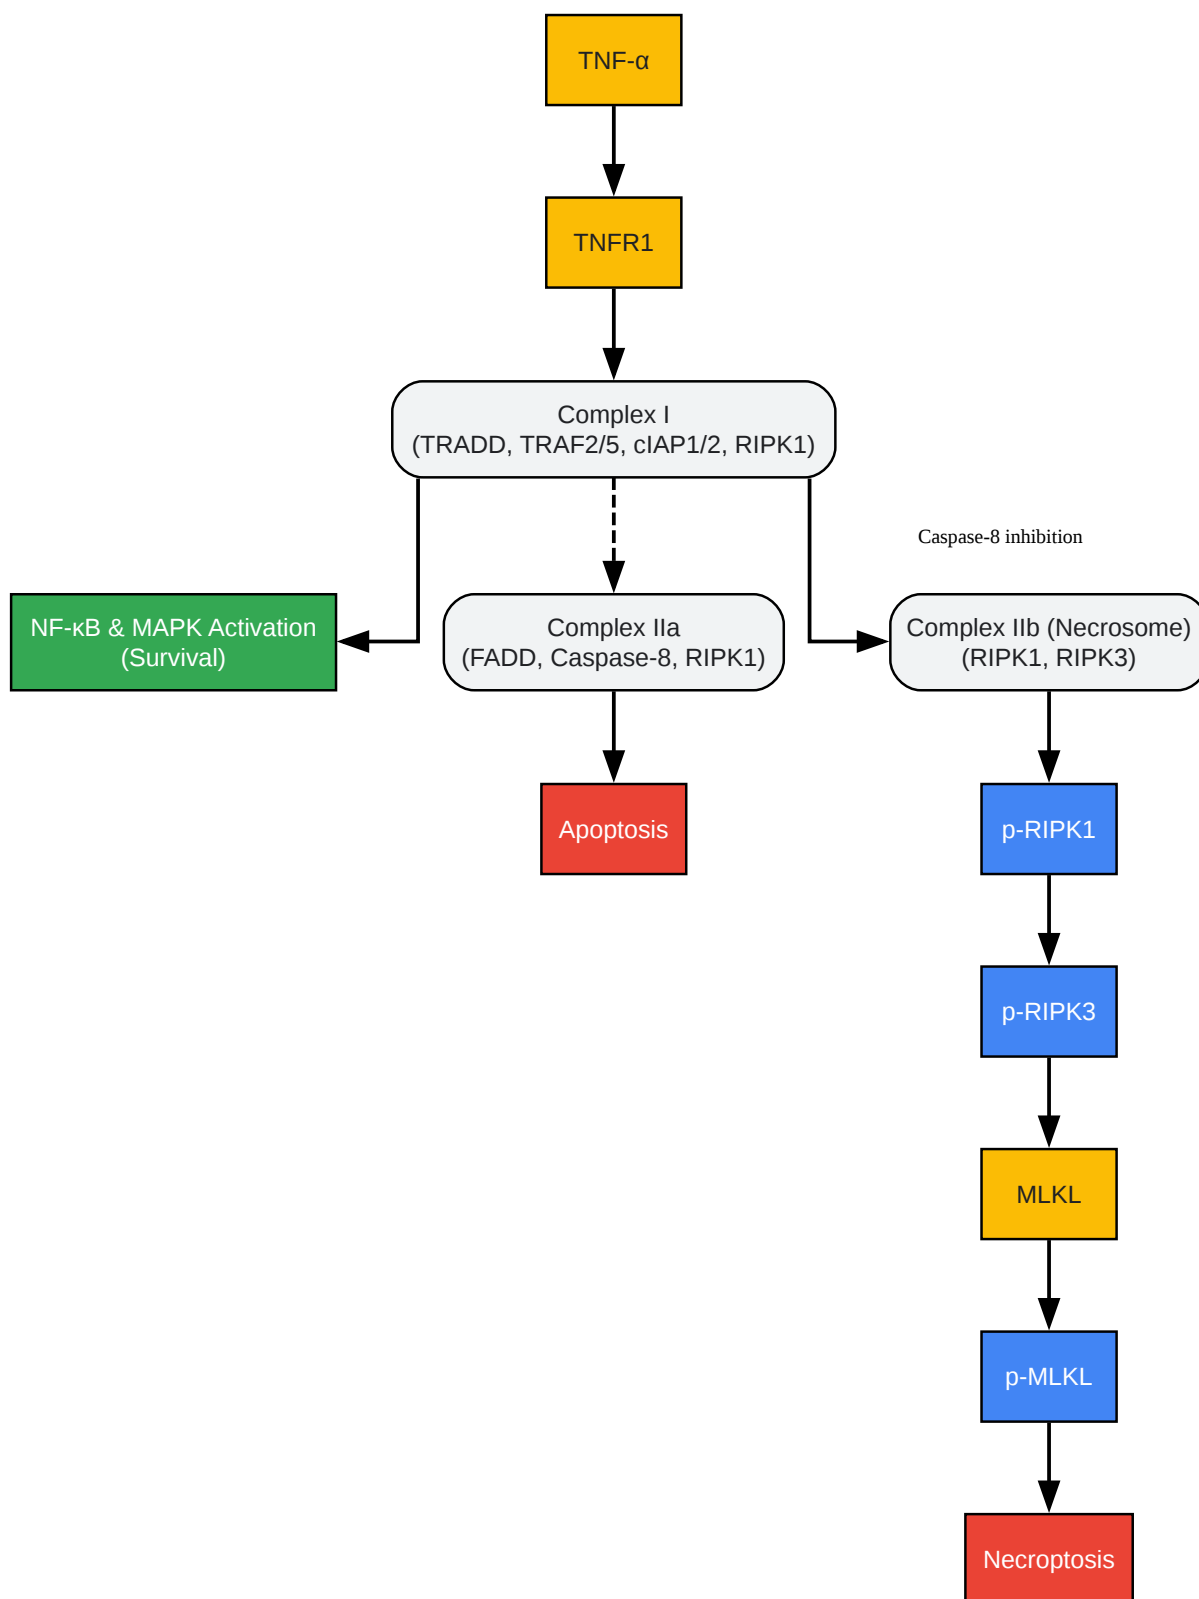 TNF-α
TNFR1
Complex I
(TRADD, TRAF2/5, cIAP1/2, RIPK1)
Caspase-8 inhibition
NF-κB & MAPK Activation
(Survival)
Complex IIa
(FADD, Caspase-8, RIPK1)
Complex IIb (Necrosome)
(RIPK1, RIPK3)
Apoptosis
p-RIPK1
p-RIPK3
MLKL
p-MLKL
Necroptosis